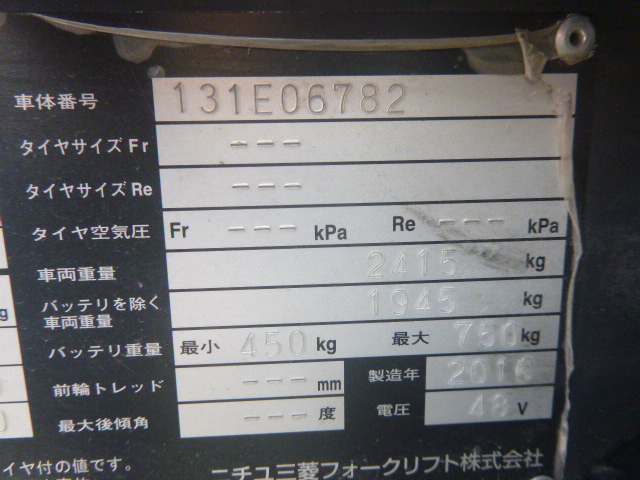 車体番号 131E06782
タイヤサイズ Fr ---
タイヤサイズ Re ---
タイヤ空気圧 Fr --- kPa Re --- kPa
車両重量 2415 kg
バッテリを除く車両重量 1945 kg
バッテリ重量 最小 450 kg 最大 750 kg
前輪トレッド --- mm 製造年 2016
最大後傾角 --- 度 電圧 48 V
イヤ付の値です。
ニチユ三菱フォークリフト株式会社